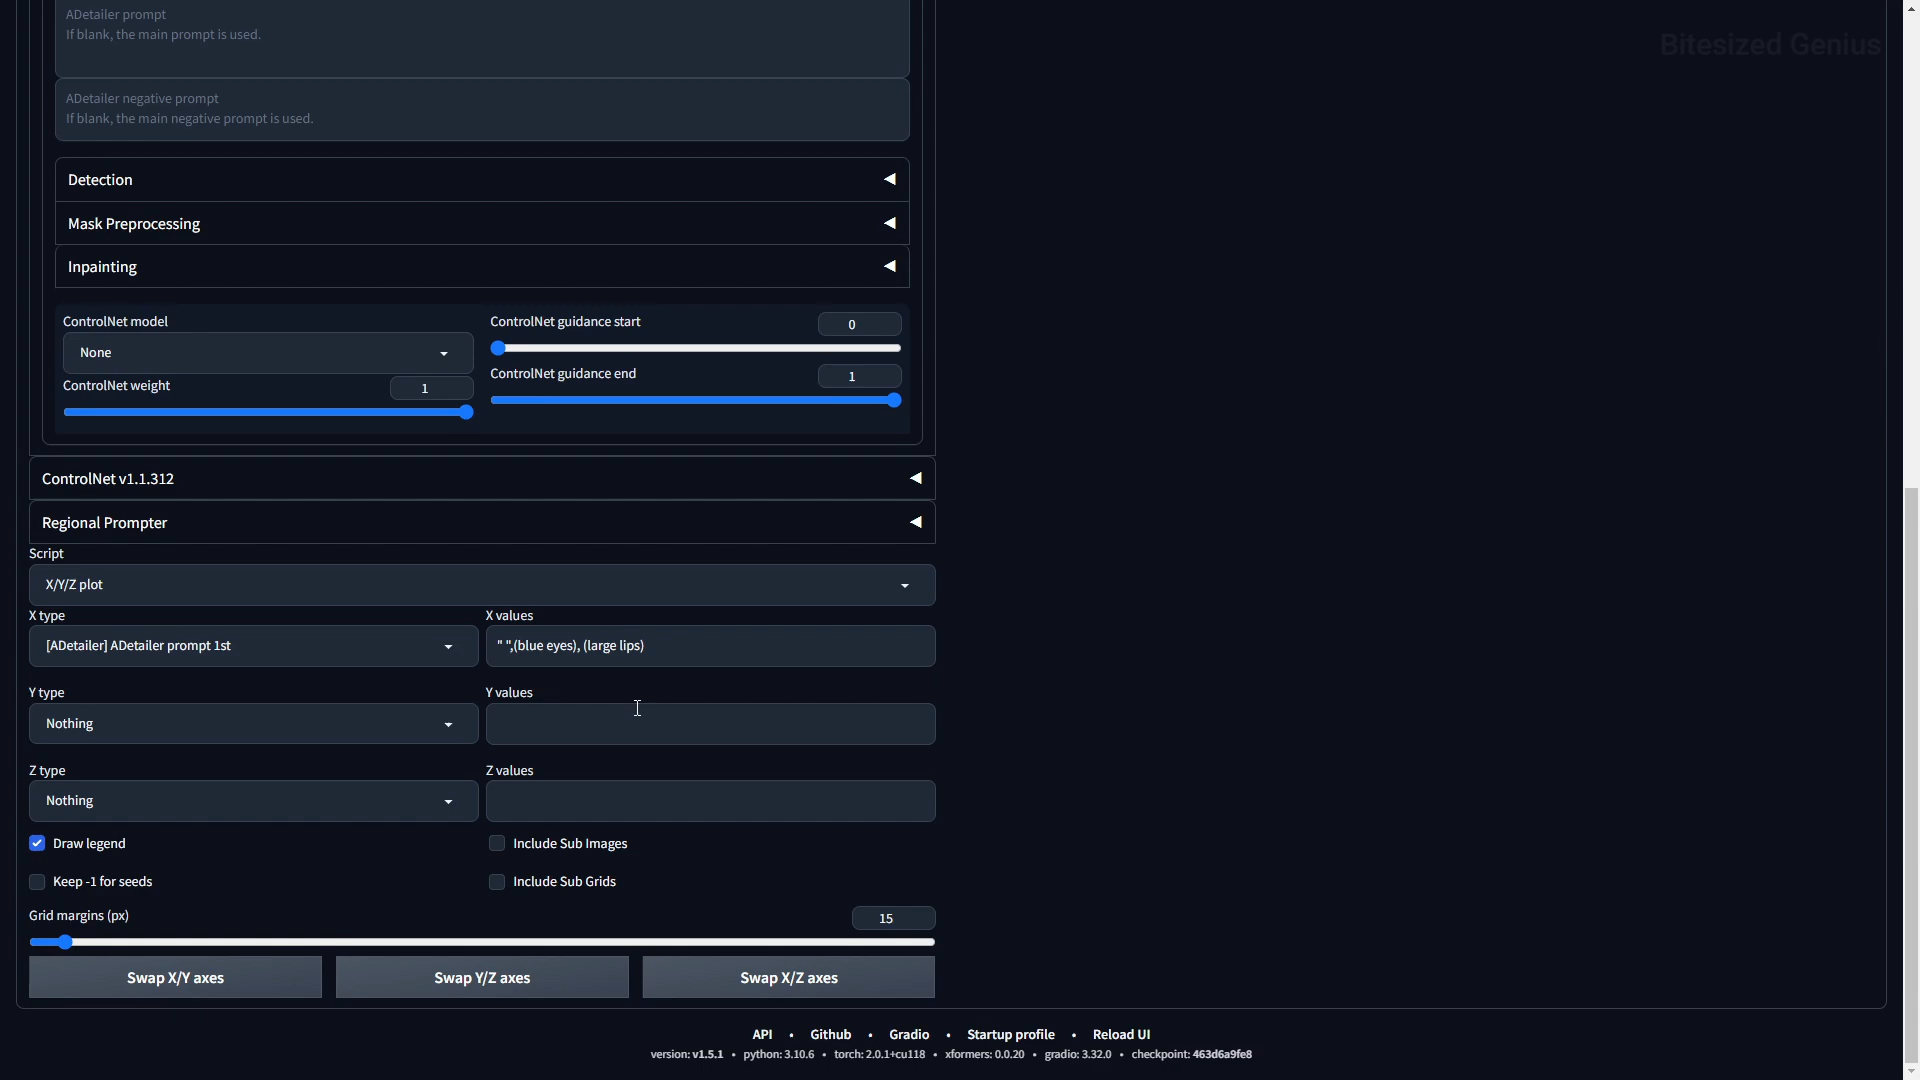 ADetailer prompt
If blank, the main prompt is used.
Bitesized Genius
ADetailer negative prompt
If blank, the main negative prompt is used.
Detection
Mask Preprocessing
Inpainting
ControlNet model
None
ControlNet weight
1
ControlNet guidance start
0
ControlNet guidance end
1
ControlNet v1.1.312
Regional Prompter
Script
X/Y/Z plot
X type
X values
[ADetailer] ADetailer prompt 1st
" ",(blue eyes), (large lips)
Y type
Y values
Nothing
Z type
Z values
Nothing
Draw legend
Include Sub Images
Keep -1 for seeds
Include Sub Grids
Grid margins (px)
15
Swap X/Y axes
Swap Y/Z axes
Swap X/Z axes
API • Github • Gradio • Startup profile • Reload UI
version: v1.5.1 • python: 3.10.6 • torch: 2.0.1+cu118 • xformers: 0.0.20 • gradio: 3.32.0 • checkpoint: 463d6a9fe8